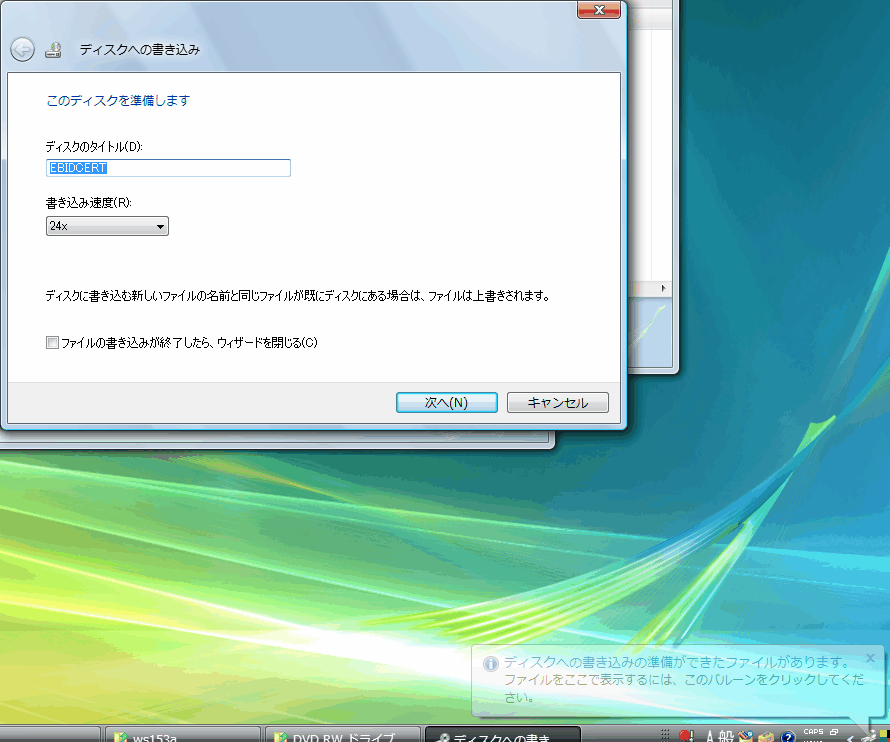 ディスクへの書き込み
このディスクを準備します
ディスクのタイトル(D):
EBIDCERT
書き込み速度(R):
24x
ディスクに書き込む新しいファイルの名前と同じファイルが既にディスクにある場合は、ファイルは上書きされます。
ファイルの書き込みが終了したら、ウィザードを閉じる(C)
次へ(N)
キャンセル
ディスクへの書き込みの準備ができたファイルがあります。
ファイルをここで表示するには、このバルーンをクリックしてくだ
さい。
ws153a
DVD RW ドライブ
ディスクへの書き
A 般
CAPS